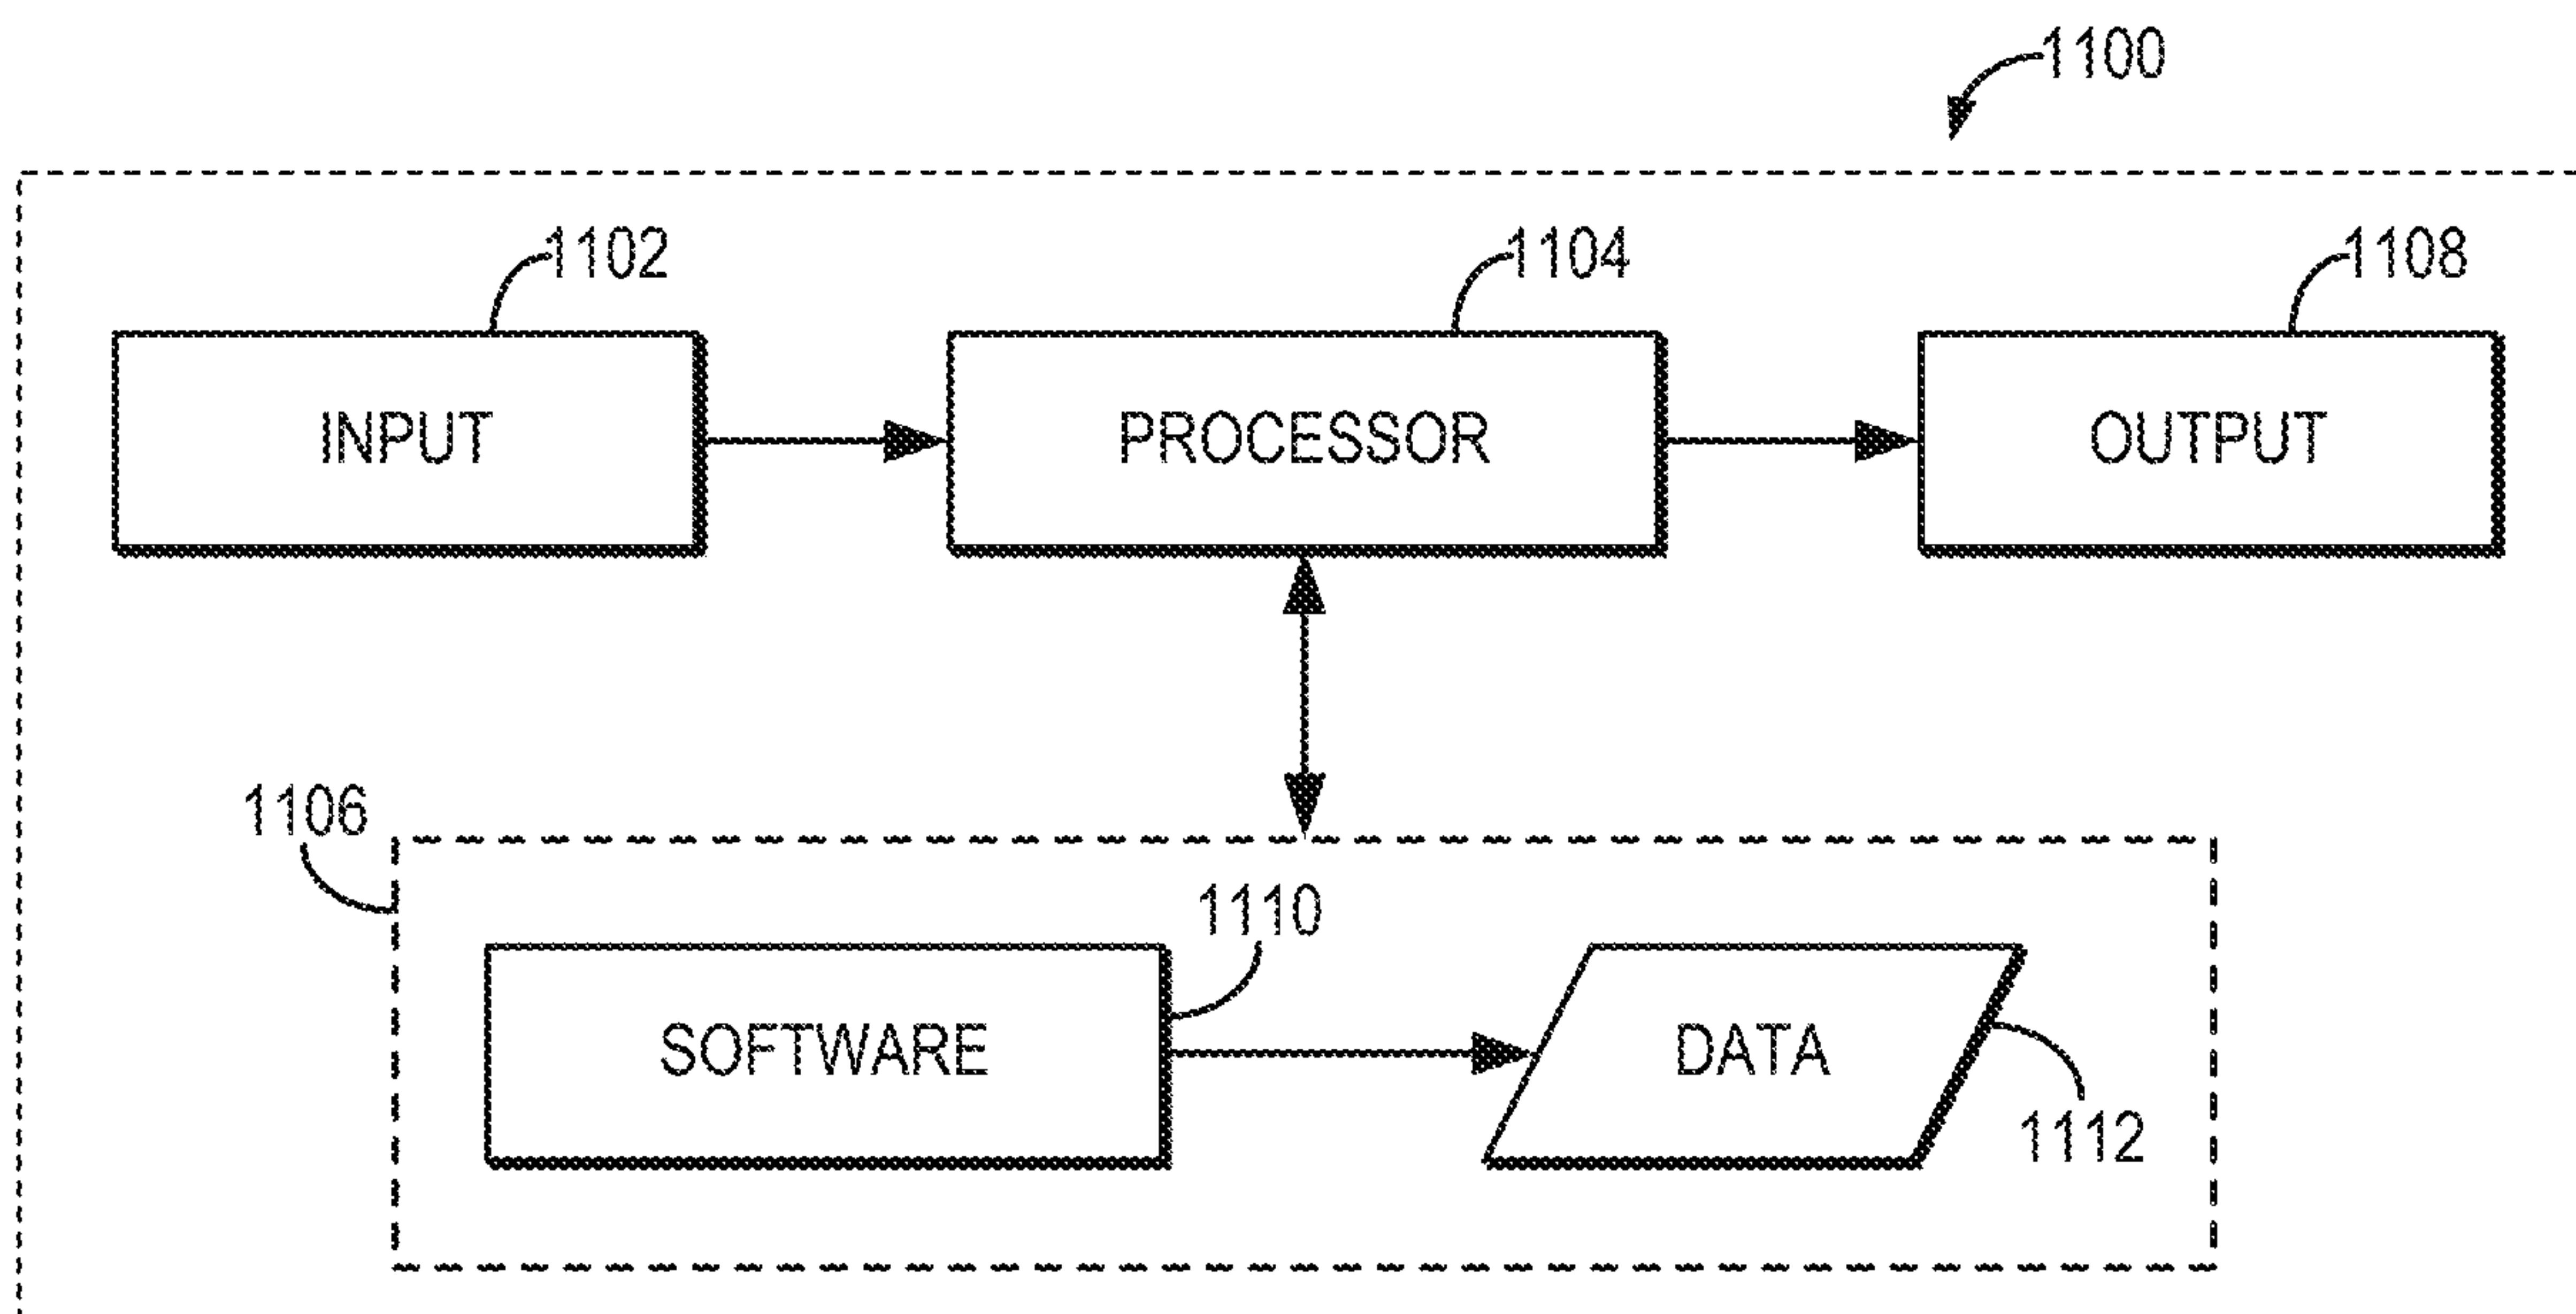 1100
1102
1104
1108
INPUT
PROCESSOR
OUTPUT
1106
1110
SOFTWARE
DATA
1112